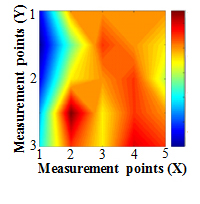 Measurement points (Y)
1
2
3
1 2 3 4 5
Measurement points (X)